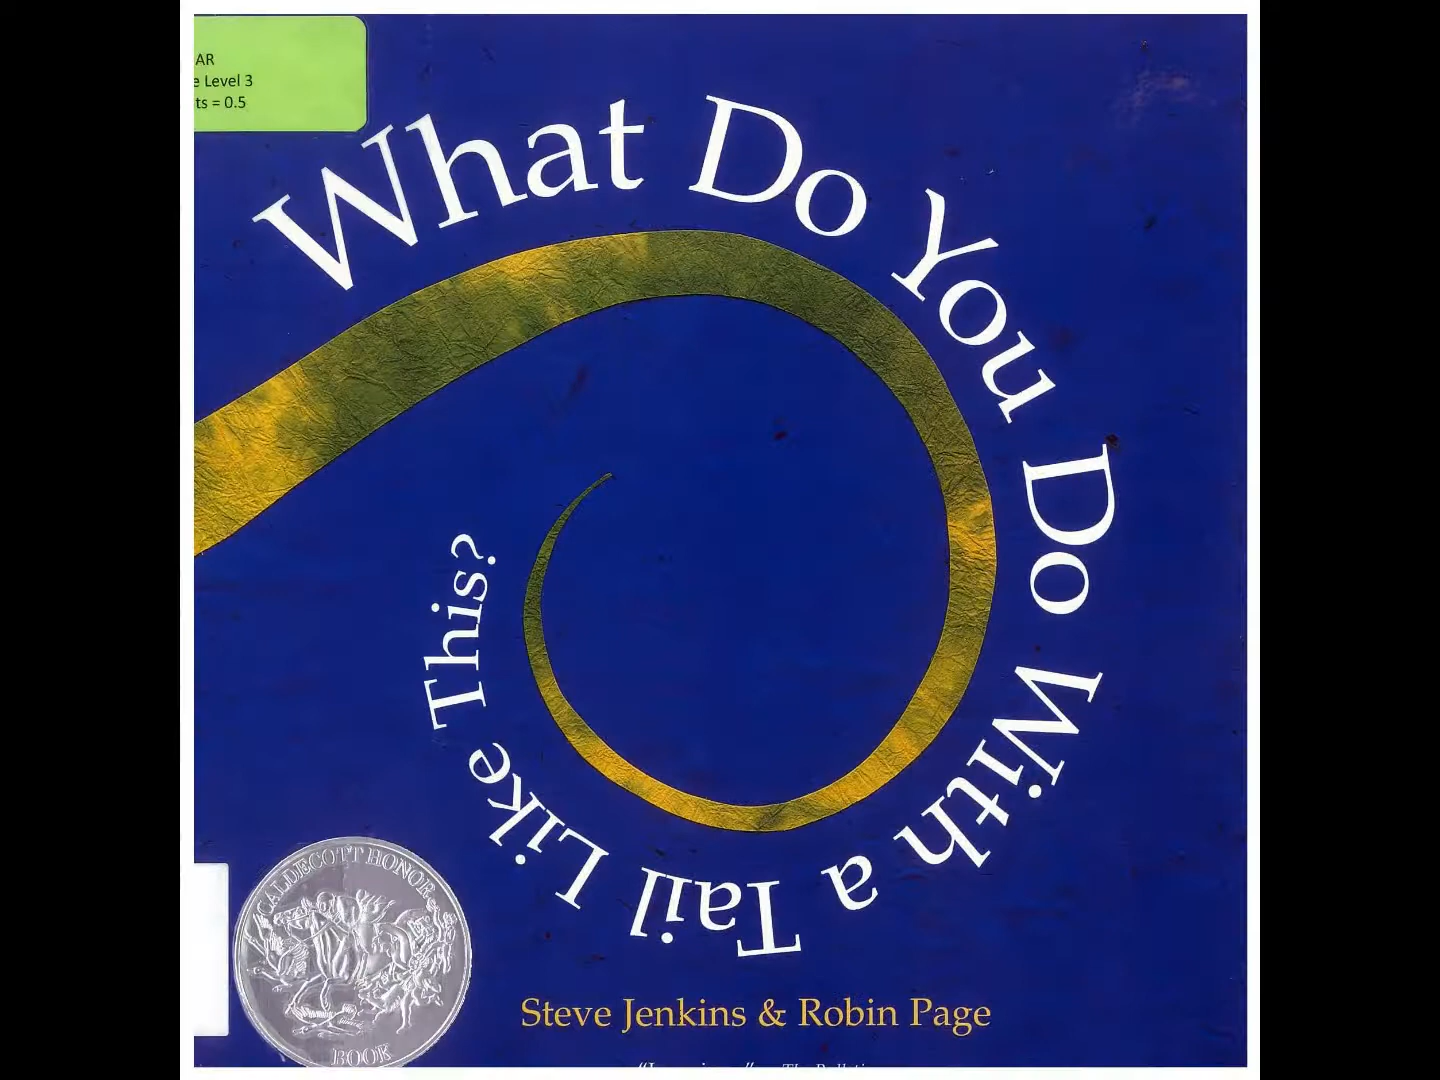 AR
e Level 3
ts = 0.5
What Do You Do With a Tail Like This?
CALDECOTT HONOR
BOOK
Steve Jenkins & Robin Page